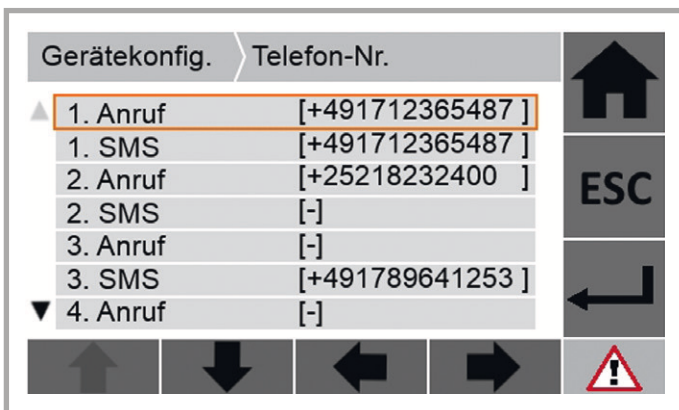 Gerätekonfig. Telefon-Nr.
1. Anruf [+491712365487 ]
1. SMS [+491712365487 ]
2. Anruf [+25218232400 ]
2. SMS [-]
3. Anruf [-]
3. SMS [+491789641253 ]
4. Anruf [-]
ESC